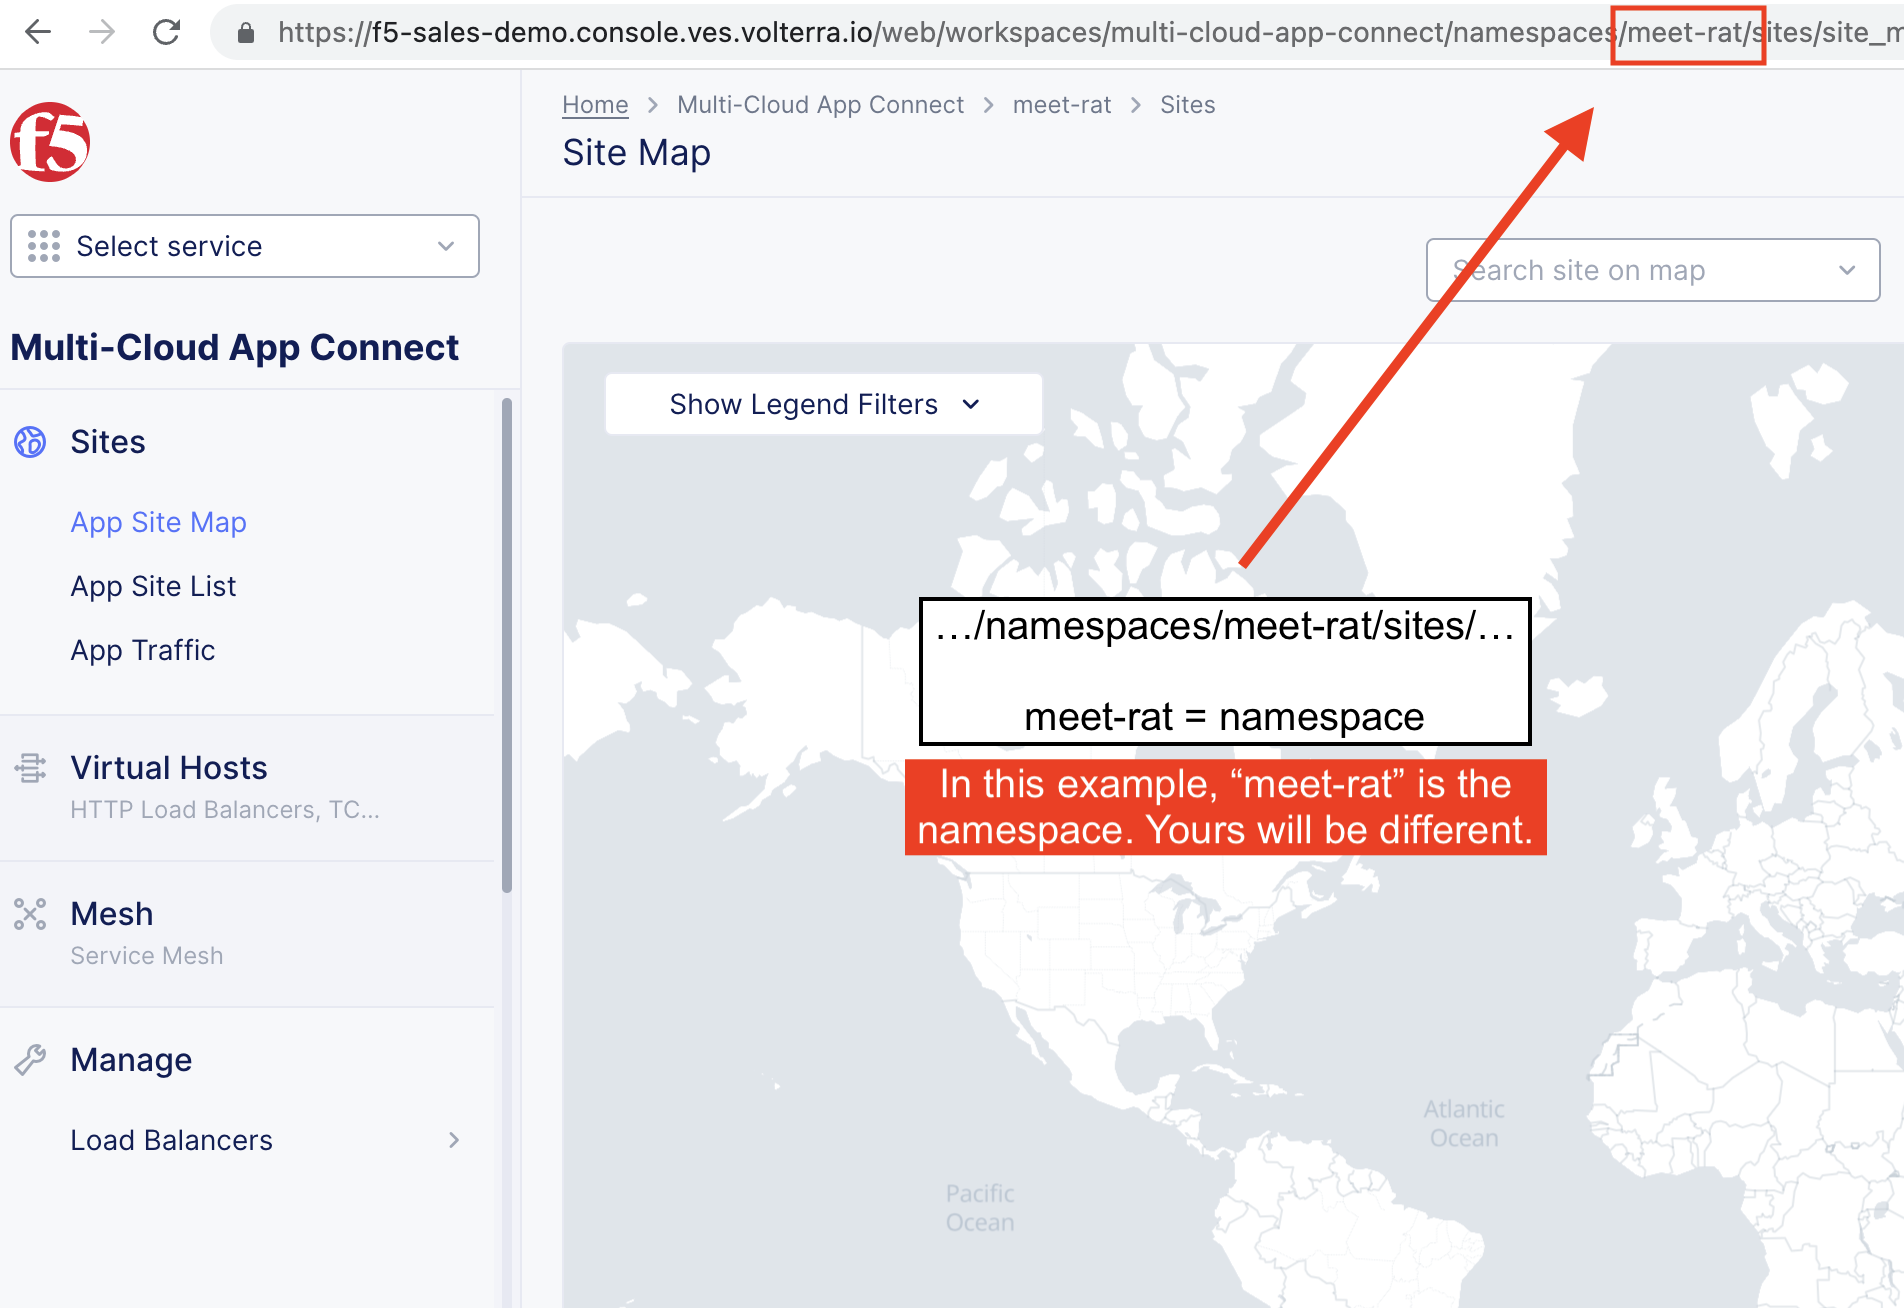 https://f5-sales-demo.console.ves.volterra.io/web/workspaces/multi-cloud-app-connect/namespaces/meet-rat/sites/site_m
f5
Home > Multi-Cloud App Connect > meet-rat > Sites
Site Map
Select service
Search site on map
Multi-Cloud App Connect
Show Legend Filters
Sites
App Site Map
App Site List
App Traffic
Virtual Hosts
HTTP Load Balancers, TC...
Mesh
Service Mesh
Manage
Load Balancers
…/namespaces/meet-rat/sites/…
meet-rat = namespace
In this example, “meet-rat” is the
namespace. Yours will be different.
Atlantic
Ocean
Pacific
Ocean